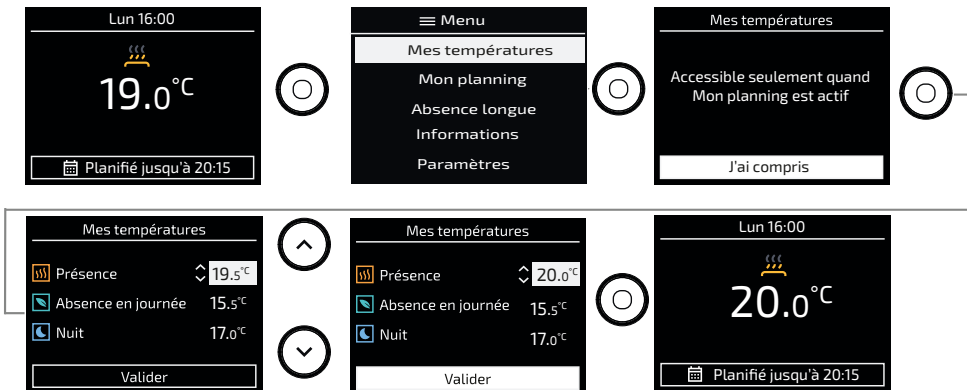 Lun 16:00
19.0°C
Planifié jusqu'à 20:15
Menu
Mes températures
Mon planning
Absence longue
Informations
Paramètres
Mes températures
Accessible seulement quand
Mon planning est actif
J'ai compris
Mes températures
Présence 19.5°C
Absence en journée 15.5°C
Nuit 17.0°C
Valider
Mes températures
Présence 20.0°C
Absence en journée 15.5°C
Nuit 17.0°C
Valider
Lun 16:00
20.0°C
Planifié jusqu'à 20:15